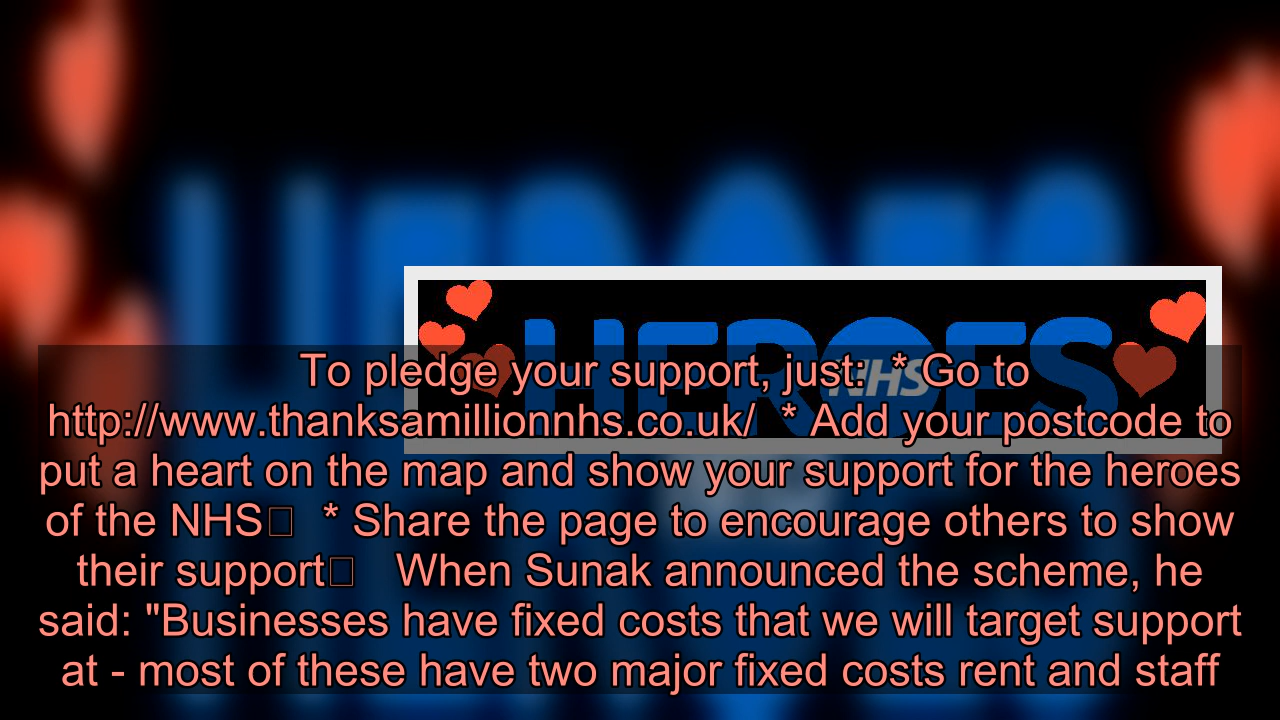 HEROES
NHS
To pledge your support, just:  * Go to
http://www.thanksamillionnhs.co.uk/  *  Add your postcode to
put a heart on the map and show your support for the heroes
of the NHS□  * Share the page to encourage others to show
their support□   When Sunak announced the scheme, he
said: "Businesses have fixed costs that we will target support
at - most of these have two major fixed costs rent and staff